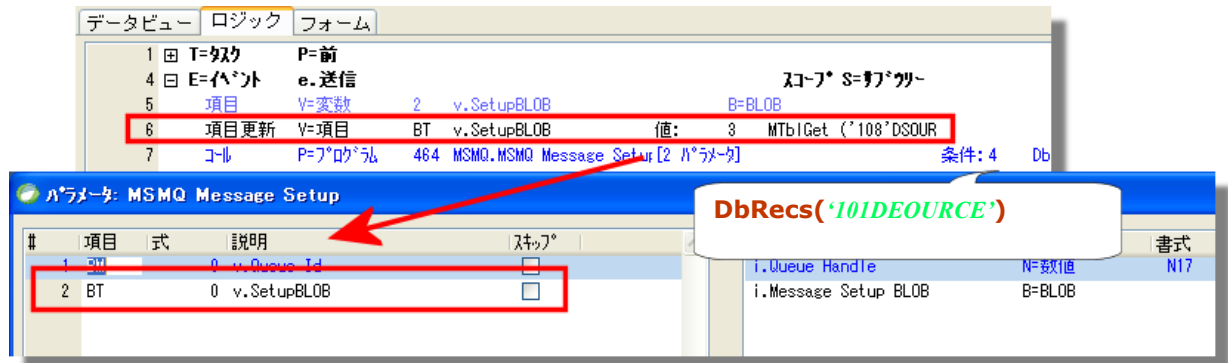 データビュー ロジック フォーム
1 T=タスク P=前
4 E=イベント e.送信 スコープ S=サブツリー
5 項目 V=変数 2 v.SetupBLOB B=BLOB
6 項目更新 V=項目 BT v.SetupBLOB 値: 3 MTblGet ('108'DSOUR
7 コール P=プログラム 464 MSMQ.MSMQ Message Setup[2 パラメータ] 条件: 4 Db
パラメータ: MSMQ Message Setup
DbRecs('101DEOURCE')
# 項目 式 説明 スキップ 書式
1 0 v.Queue Id i.Queue Handle N=数値 N17
2 BT 0 v.SetupBLOB i.Message Setup BLOB B=BLOB